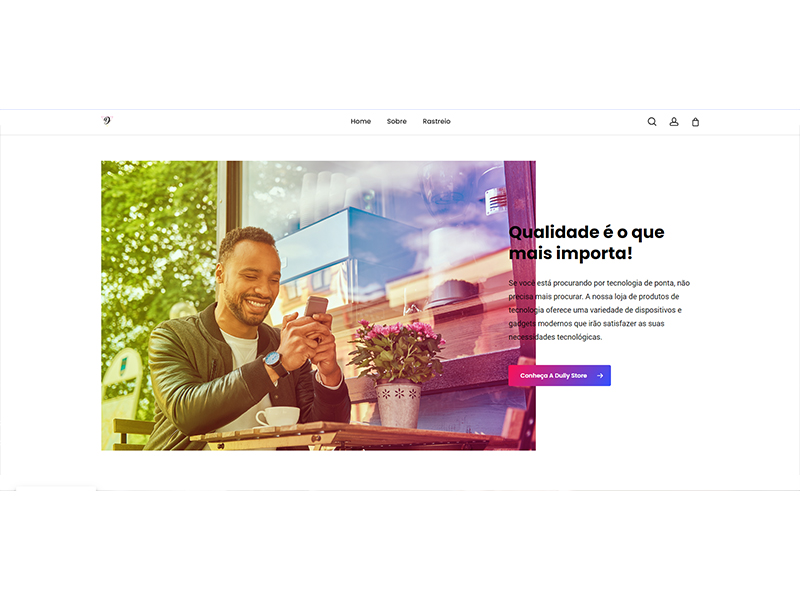 Home Sobre Rastreio
Qualidade é o que
mais importa!
Se você está procurando por tecnologia de ponta, não
precisa mais procurar. A nossa loja de produtos de
tecnologia oferece uma variedade de dispositivos e
gadgets modernos que irão satisfazer as suas
necessidades tecnológicas.
Conheça A Dully Store